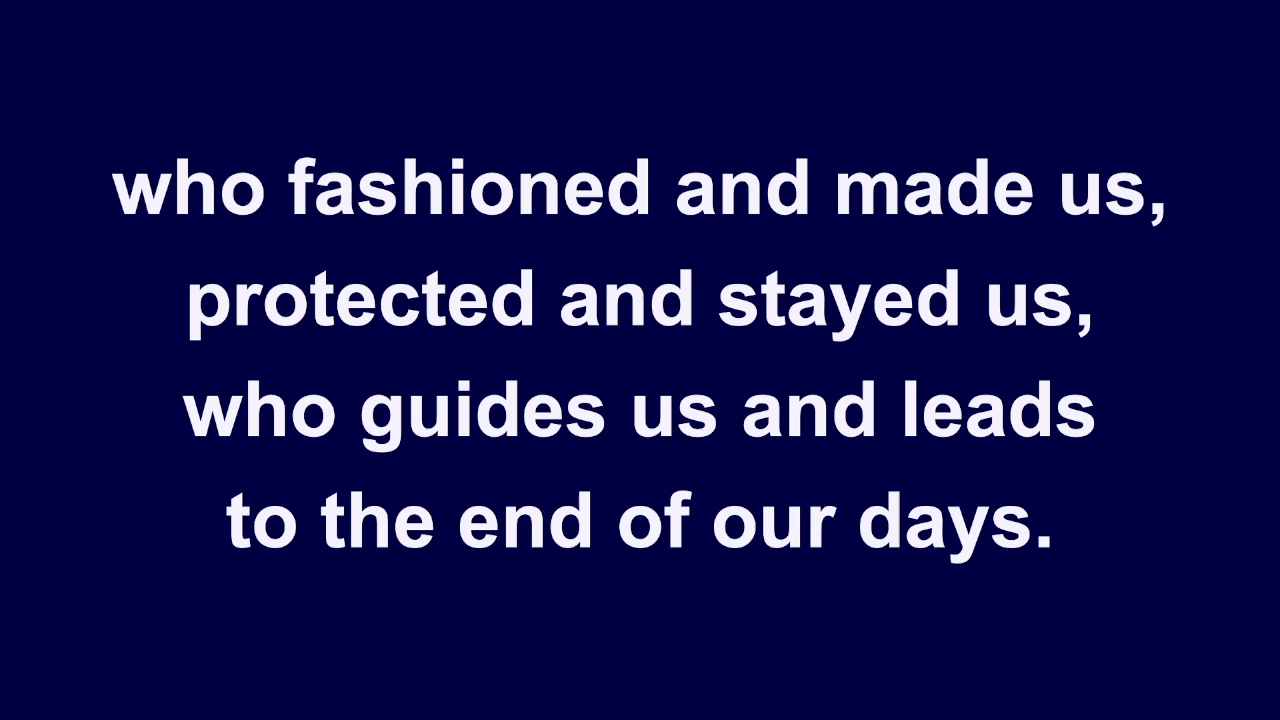 who fashioned and made us,
protected and stayed us,
who guides us and leads
to the end of our days.